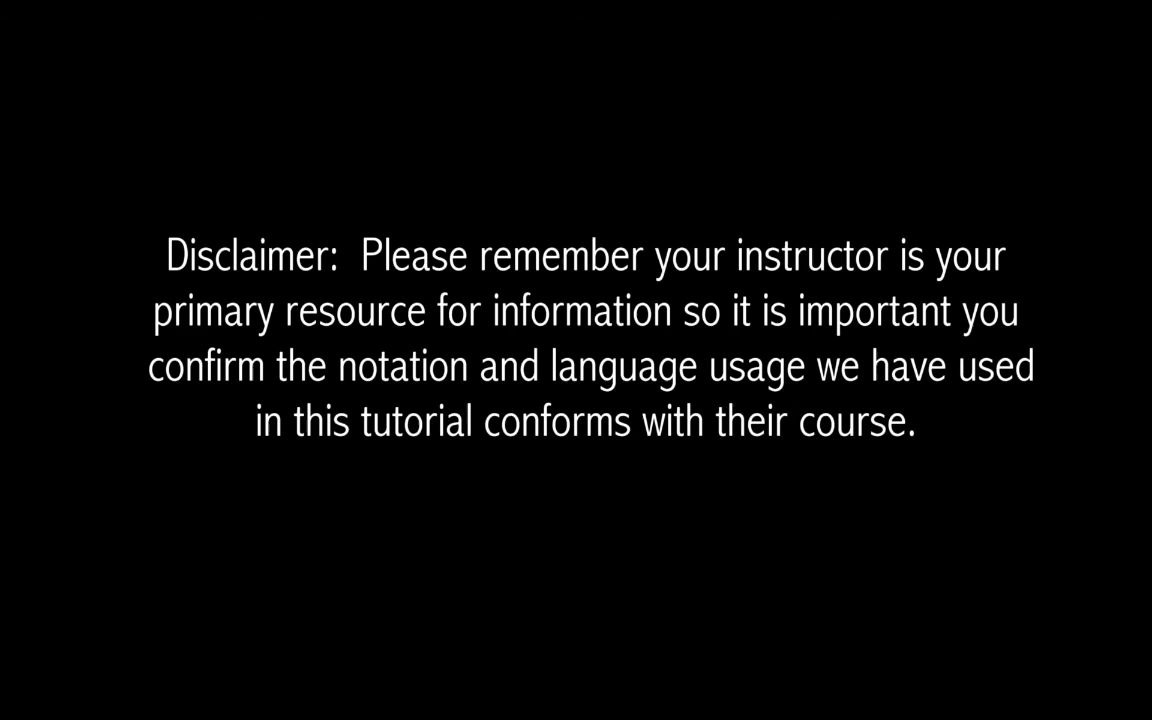 Disclaimer:  Please remember your instructor is your
primary resource for information so it is important you
confirm the notation and language usage we have used
in this tutorial conforms with their course.